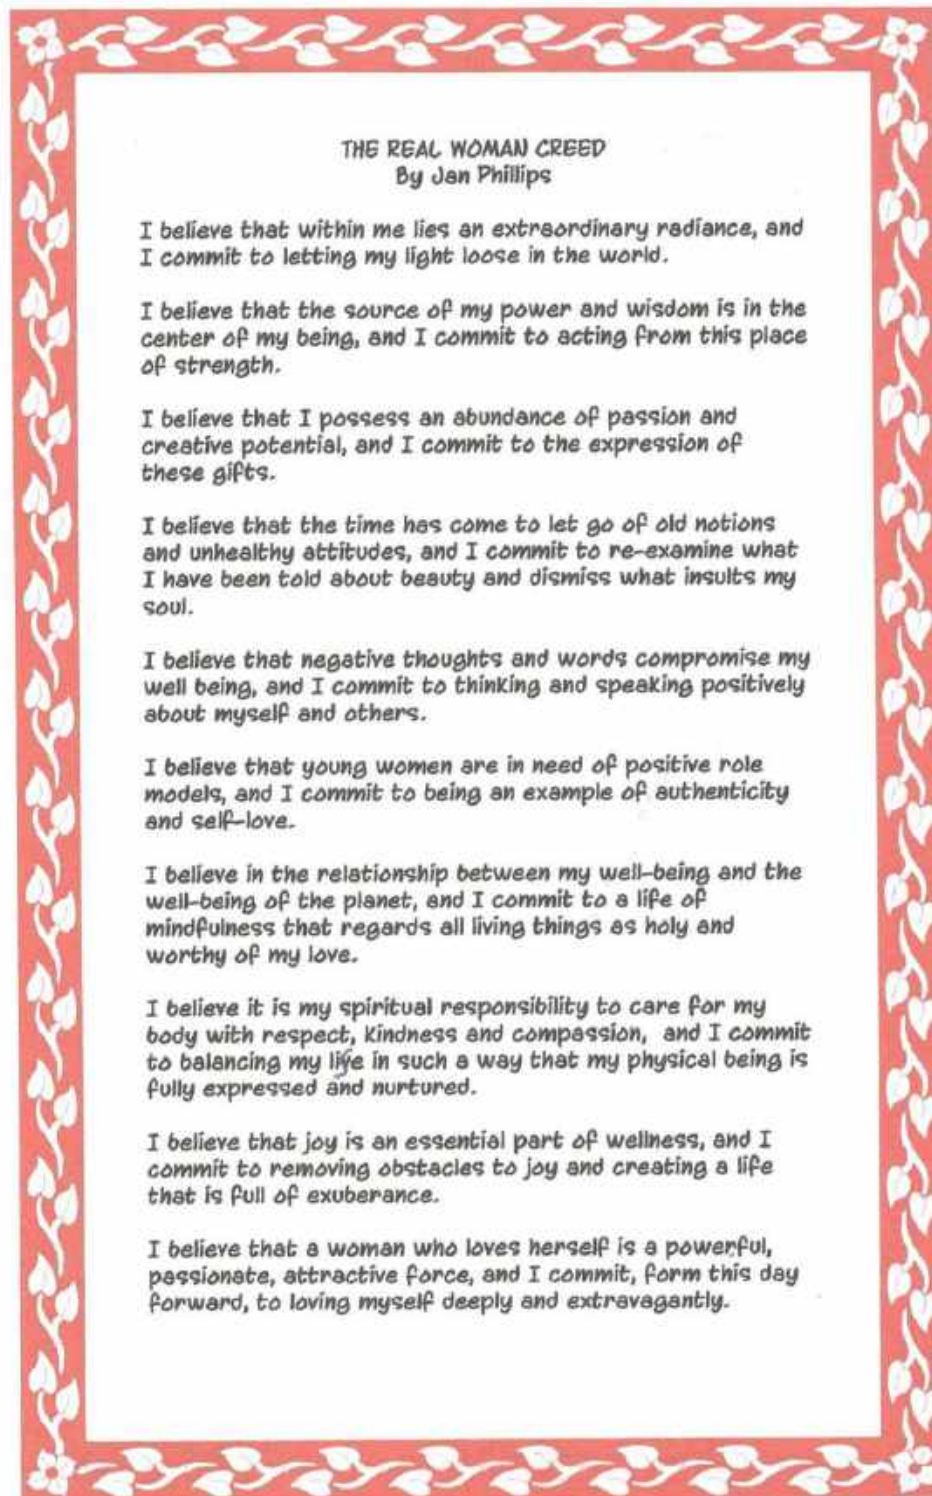 THE REAL WOMAN CREED
By Jan Phillips
I believe that within me lies an extraordinary radiance, and
I commit to letting my light loose in the world.
I believe that the source of my power and wisdom is in the
center of my being, and I commit to acting from this place
of strength.
I believe that I possess an abundance of passion and
creative potential, and I commit to the expression of
these gifts.
I believe that the time has come to let go of old notions
and unhealthy attitudes, and I commit to re-examine what
I have been told about beauty and dismiss what insults my
soul.
I believe that negative thoughts and words compromise my
well being, and I commit to thinking and speaking positively
about myself and others.
I believe that young women are in need of positive role
models, and I commit to being an example of authenticity
and self-love.
I believe in the relationship between my well-being and the
well-being of the planet, and I commit to a life of
mindfulness that regards all living things as holy and
worthy of my love.
I believe it is my spiritual responsibility to care for my
body with respect, kindness and compassion, and I commit
to balancing my life in such a way that my physical being is
fully expressed and nurtured.
I believe that joy is an essential part of wellness, and I
commit to removing obstacles to joy and creating a life
that is full of exuberance.
I believe that a woman who loves herself is a powerful,
passionate, attractive force, and I commit, form this day
forward, to loving myself deeply and extravagantly.